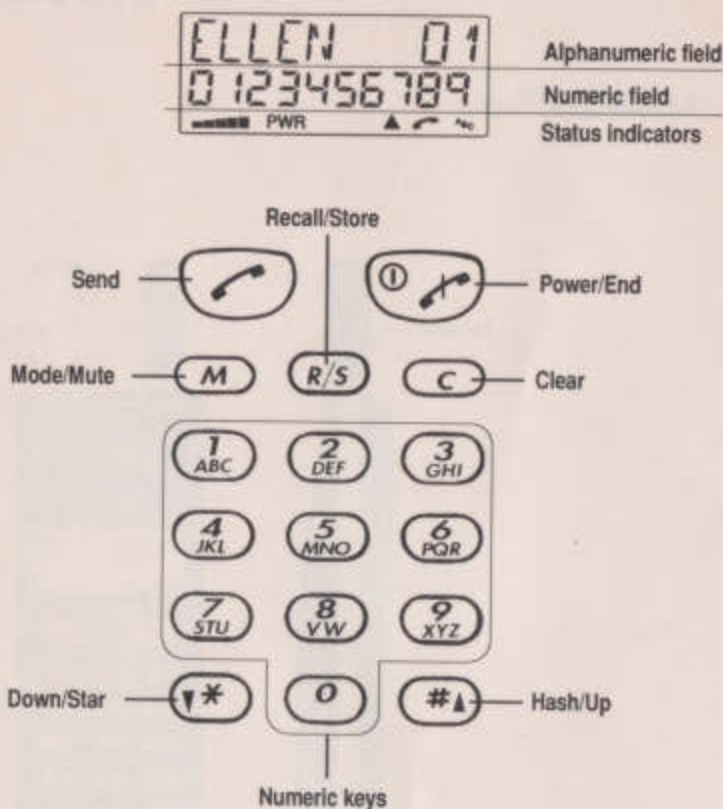 ELLEN 01
Alphanumeric field
0123456789
Numeric field
PWR
Status indicators
Recall/Store
Send
Power/End
Mode/Mute
M
R/S
C
Clear
1
ABC
2
DEF
3
GHI
4
JKL
5
MNO
6
PQR
7
STU
8
VW
9
XYZ
Down/Star
*
0
#
Hash/Up
Numeric keys